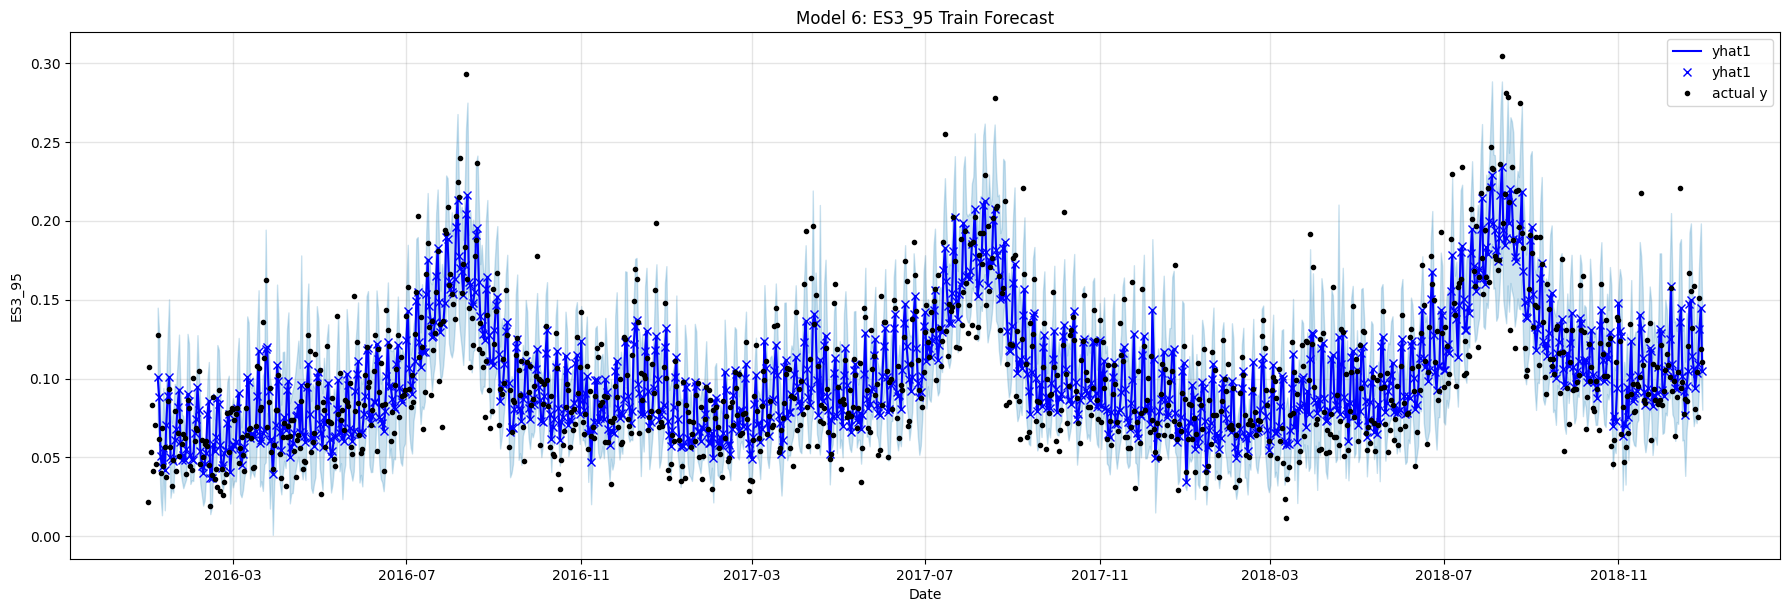 Model 6: ES3_95 Train Forecast
yhat1
yhat1
actual y
ES3_95
0.30
0.25
0.20
0.15
0.10
0.05
0.00
2016-03 2016-07 2016-11 2017-03 2017-07 2017-11 2018-03 2018-07 2018-11
Date